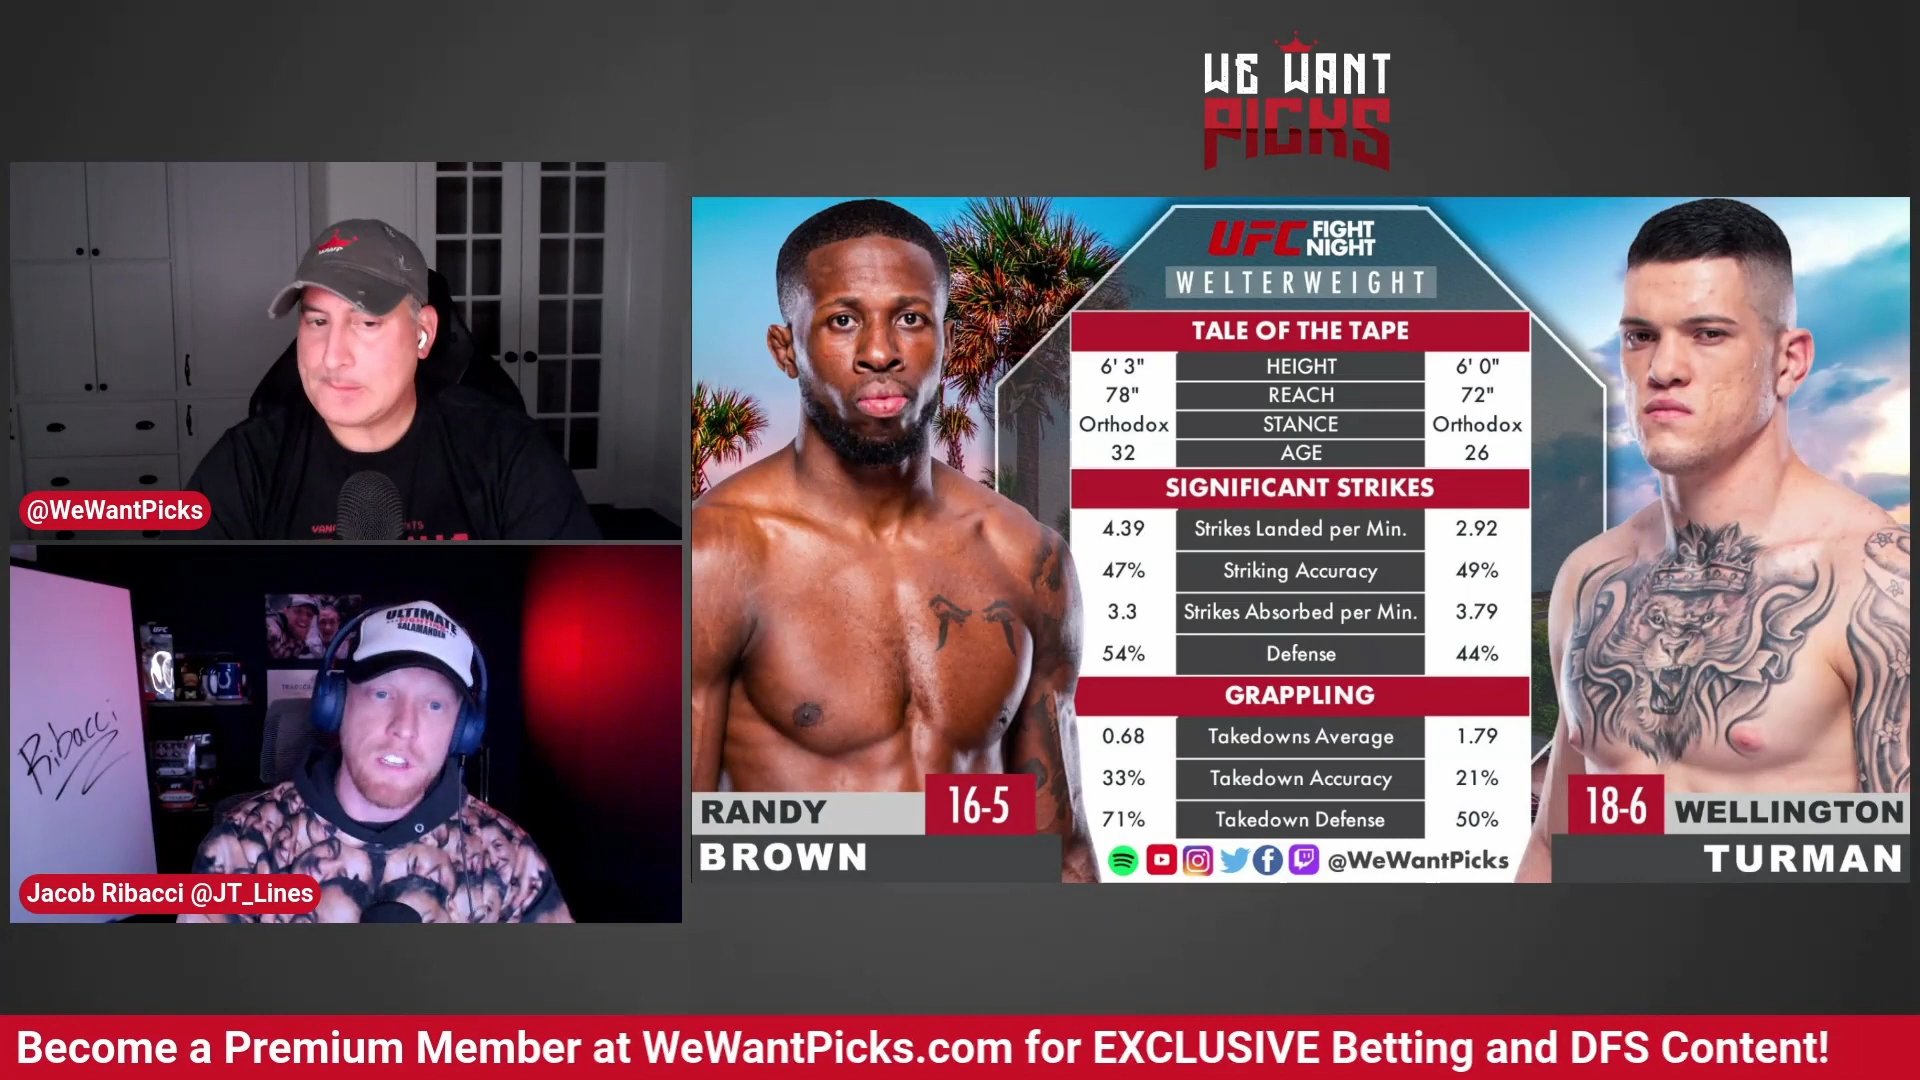 WE WANT
PICKS
@WeWantPicks
ULTIMATE
SALAMANDER
Ribacci
Jacob Ribacci @JT_Lines
UFC FIGHT NIGHT
WELTERWEIGHT
TALE OF THE TAPE
6' 3" HEIGHT 6' 0"
78" REACH 72"
Orthodox STANCE Orthodox
32 AGE 26
SIGNIFICANT STRIKES
4.39 Strikes Landed per Min. 2.92
47% Striking Accuracy 49%
3.3 Strikes Absorbed per Min. 3.79
54% Defense 44%
GRAPPLING
0.68 Takedowns Average 1.79
33% Takedown Accuracy 21%
71% Takedown Defense 50%
@WeWantPicks
RANDY
BROWN
16-5
18-6
WELLINGTON
TURMAN
Become a Premium Member at WeWantPicks.com for EXCLUSIVE Betting and DFS Content!